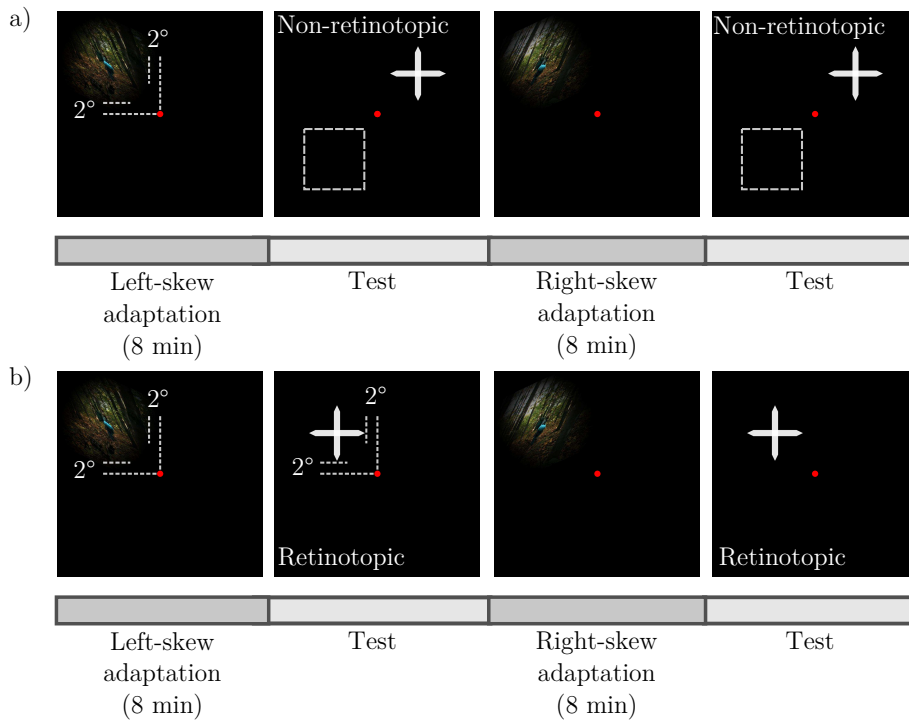 a)
2°
2°
Non-retinotopic
Non-retinotopic
Left-skew
adaptation
(8 min)
Test
Right-skew
adaptation
(8 min)
Test
b)
2°
2°
2°
2°
Retinotopic
Retinotopic
Left-skew
adaptation
(8 min)
Test
Right-skew
adaptation
(8 min)
Test